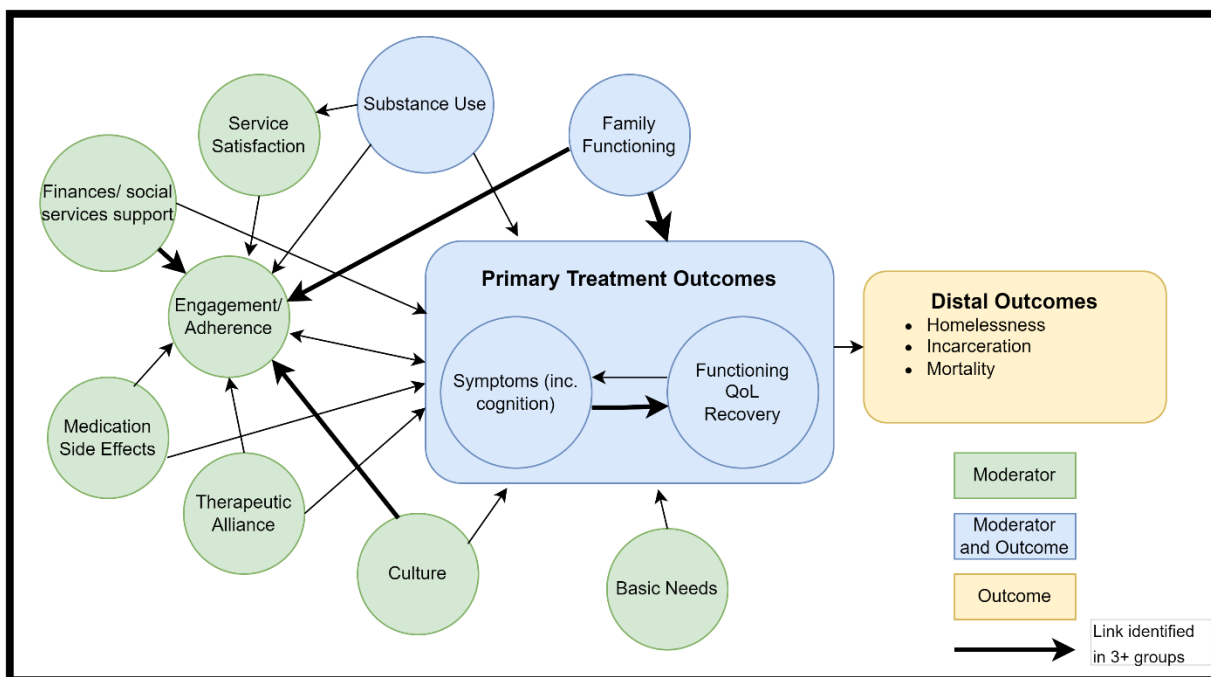 Substance Use
Family
Functioning
Service
Satisfaction
Finances/ social
services support
Engagement/
Adherence
Primary Treatment Outcomes
Symptoms (inc.
cognition)
Functioning
QoL
Recovery
Distal Outcomes
• Homelessness
• Incarceration
• Mortality
Medication
Side Effects
Therapeutic
Alliance
Culture
Basic Needs
Moderator
Moderator
and Outcome
Outcome
Link identified
in 3+ groups